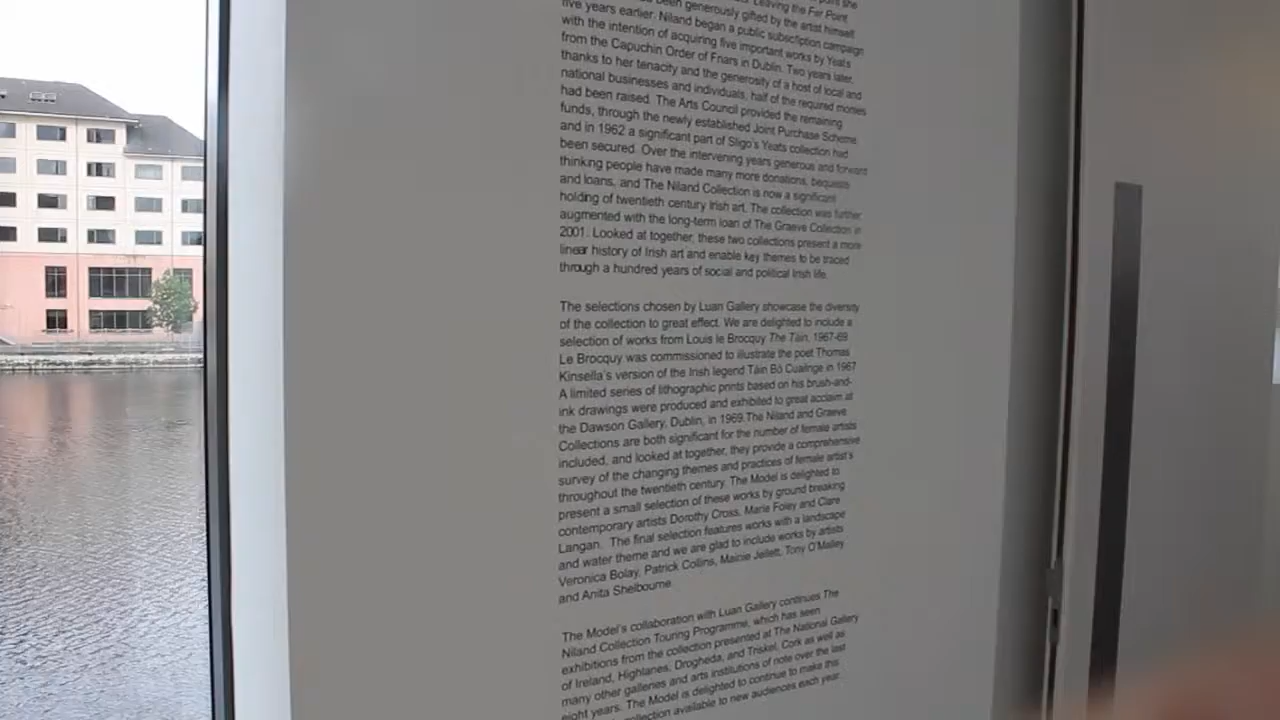 been generously gifted by the artist himself
five years earlier. Niland began a public subscription campaign
with the intention of acquiring five important works by Yeats
from the Capuchin Order of Friars in Dublin. Two years later,
thanks to her tenacity and the generosity of a host of local and
national businesses and individuals, half of the required monies
had been raised. The Arts Council provided the remaining
funds, through the newly established Joint Purchase Scheme
and in 1962 a significant part of Sligo's Yeats collection had
been secured. Over the intervening years generous and forward
thinking people have made many more donations, bequests
and loans, and The Niland Collection is now a significant
holding of twentieth century Irish art. The collection was further
augmented with the long-term loan of The Graeve Collection in
2001. Looked at together, these two collections present a more
linear history of Irish art and enable key themes to be traced
through a hundred years of social and political Irish life.
The selections chosen by Luan Gallery showcase the diversity
of the collection to great effect. We are delighted to include a
selection of works from Louis le Brocquy The Táin, 1967-69
Le Brocquy was commissioned to illustrate the poet Thomas
Kinsella's version of the Irish legend Táin Bó Cuailnge in 1967
A limited series of lithographic prints based on his brush-and-
ink drawings were produced and exhibited to great acclaim at
the Dawson Gallery, Dublin, in 1969.The Niland and Graeve
Collections are both significant for the number of female artists
included, and looked at together, they provide a comprehensive
survey of the changing themes and practices of female artist's
throughout the twentieth century. The Model is delighted to
present a small selection of these works by ground breaking
contemporary artists Dorothy Cross, Marie Foley and Clare
Langan. The final selection features works with a landscape
and water theme and we are glad to include works by artists
Veronica Bolay, Patrick Collins, Mainie Jellett, Tony O'Malley
and Anita Shelbourne.
The Model's collaboration with Luan Gallery continues The
Niland Collection Touring Programme, which has seen
exhibitions from the collection presented at The National Gallery
of Ireland, Highlanes, Drogheda, and Triskel, Cork as well as
many other galleries and arts institutions of note over the last
eight years. The Model is delighted to continue to make this
collection available to new audiences each year.